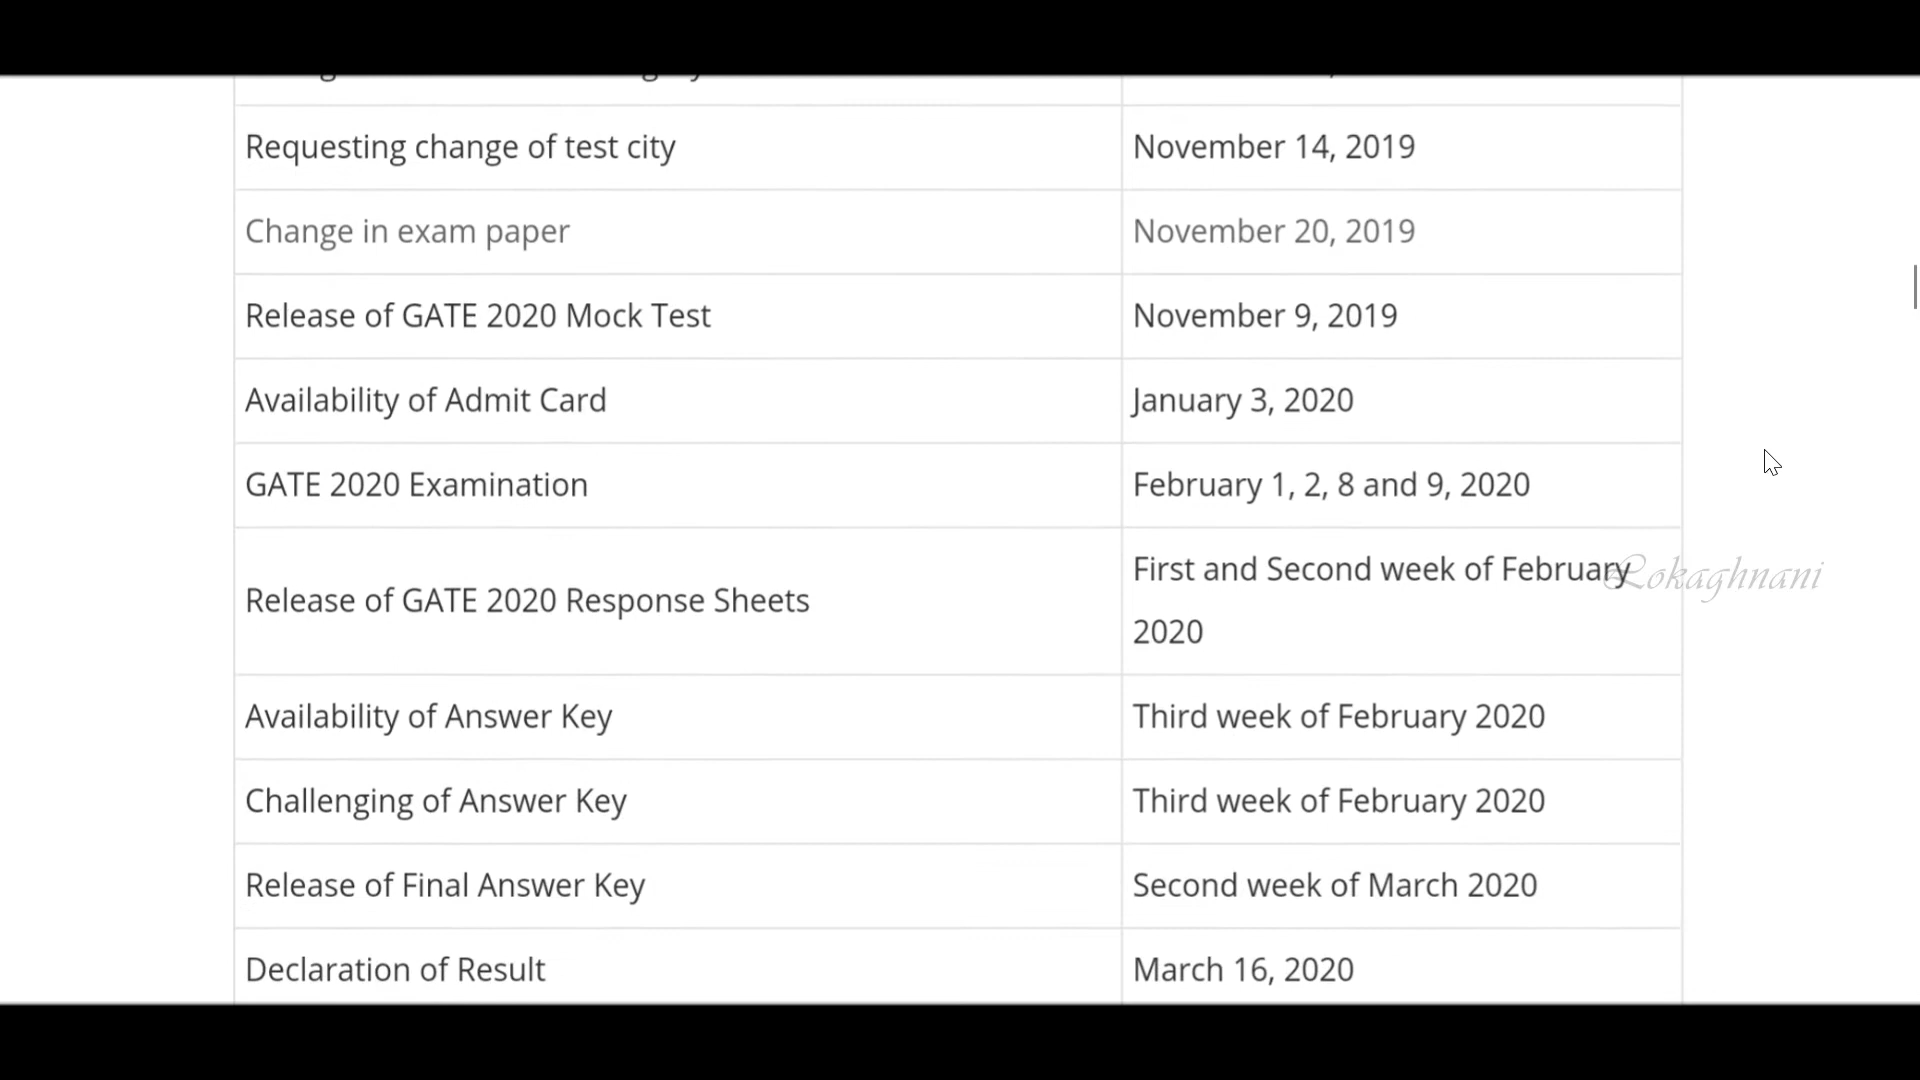 Requesting change of test city November 14, 2019
Change in exam paper November 20, 2019
Release of GATE 2020 Mock Test November 9, 2019
Availability of Admit Card January 3, 2020
GATE 2020 Examination February 1, 2, 8 and 9, 2020
Release of GATE 2020 Response Sheets First and Second week of February
2020
Lokaghnani
Availability of Answer Key Third week of February 2020
Challenging of Answer Key Third week of February 2020
Release of Final Answer Key Second week of March 2020
Declaration of Result March 16, 2020